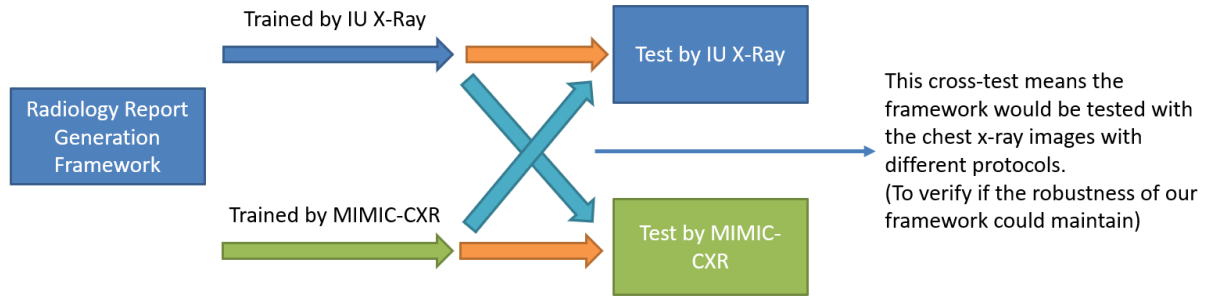 Trained by IU X-Ray
Test by IU X-Ray
Radiology Report
Generation
Framework
This cross-test means the
framework would be tested with
the chest x-ray images with
different protocols.
(To verify if the robustness of our
framework could maintain)
Trained by MIMIC-CXR
Test by MIMIC-
CXR